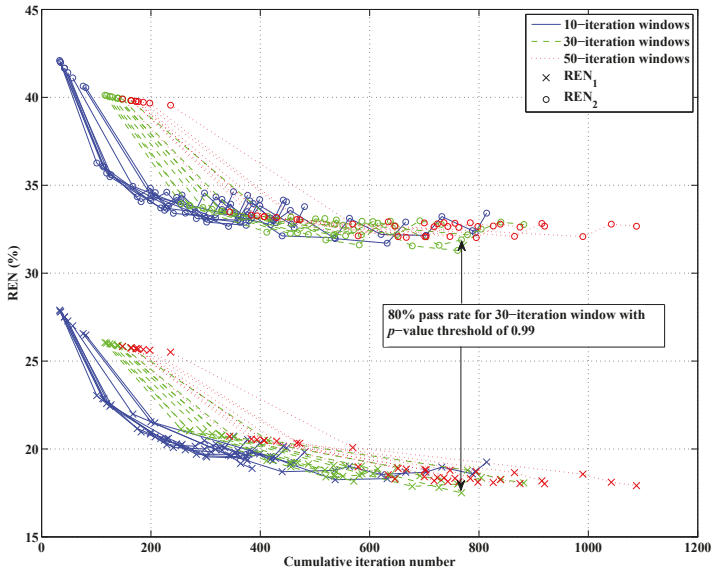 45
40
35
30
25
20
15
REN (%)
0
200
400
600
800
1000
1200
Cumulative iteration number
10−iteration windows
30−iteration windows
50−iteration windows
REN1
REN2
80% pass rate for 30−iteration window with
p−value threshold of 0.99